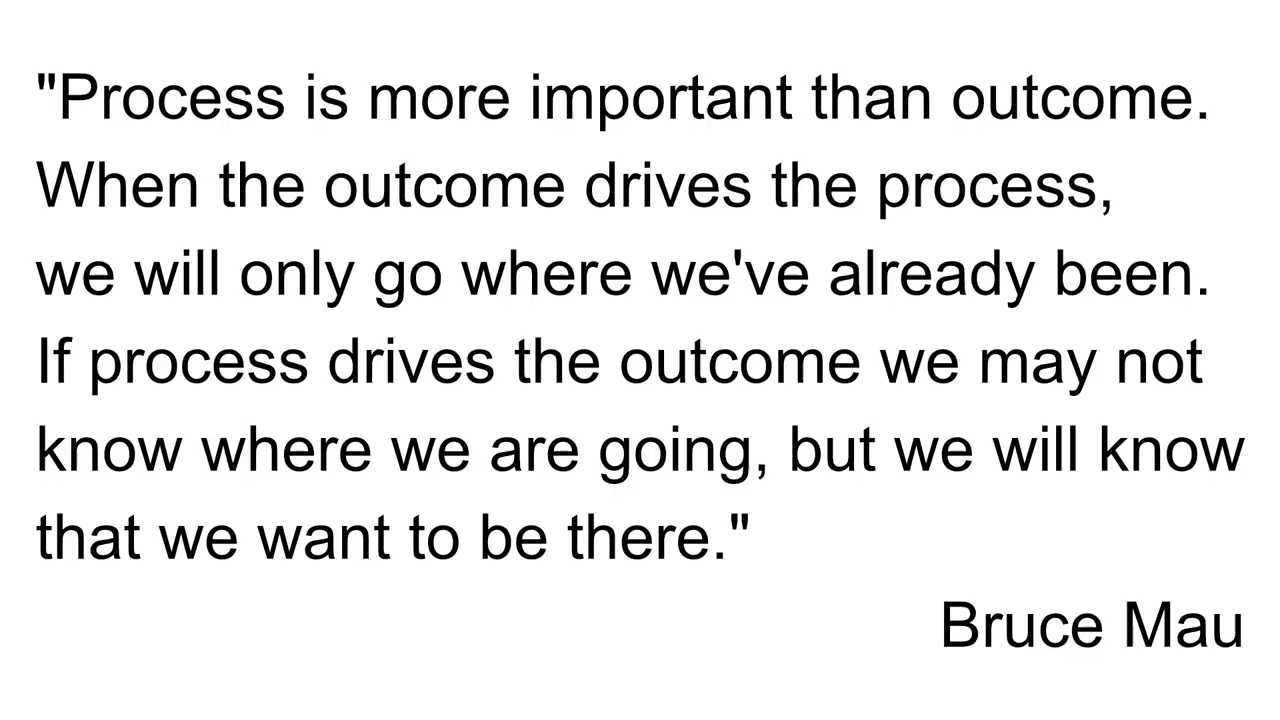 "Process is more important than outcome.
When the outcome drives the process,
we will only go where we've already been.
If process drives the outcome we may not
know where we are going, but we will know
that we want to be there."
Bruce Mau